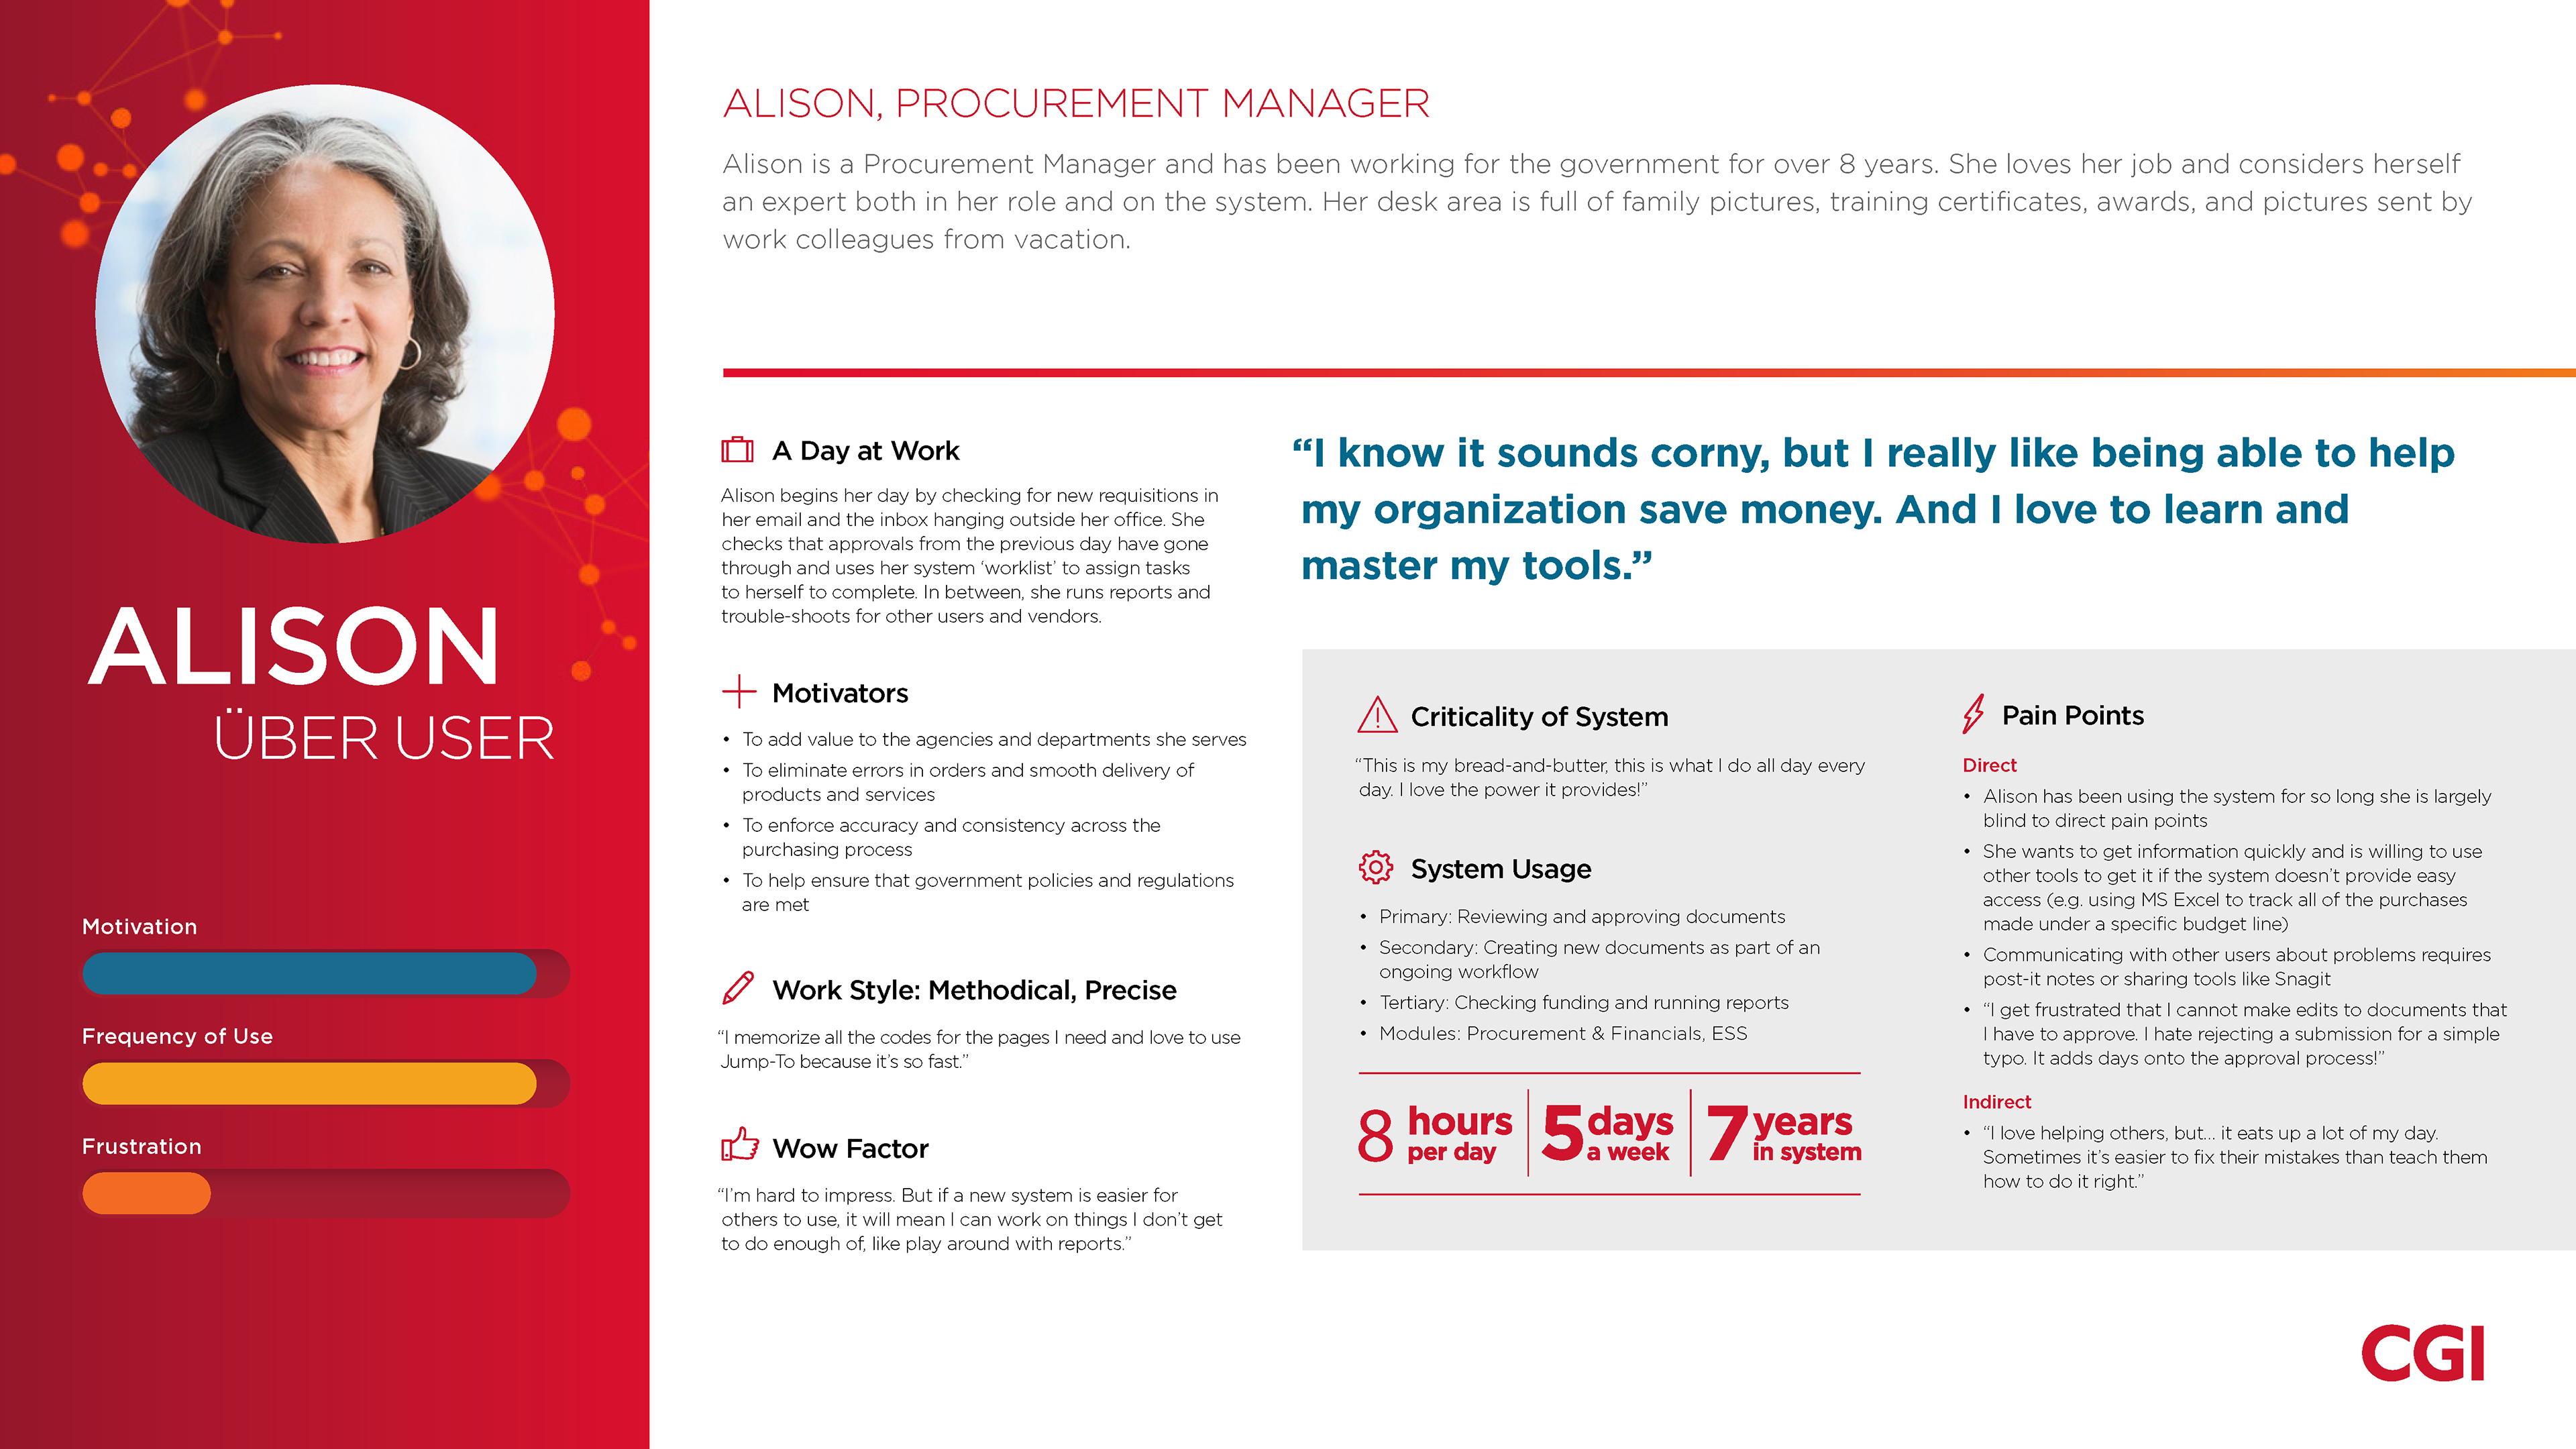 ALISON
ÜBER USER
Motivation
Frequency of Use
Frustration
ALISON, PROCUREMENT MANAGER
Alison is a Procurement Manager and has been working for the government for over 8 years. She loves her job and considers herself
an expert both in her role and on the system. Her desk area is full of family pictures, training certificates, awards, and pictures sent by
work colleagues from vacation.
A Day at Work
Alison begins her day by checking for new requisitions in
her email and the inbox hanging outside her office. She
checks that approvals from the previous day have gone
through and uses her system ‘worklist’ to assign tasks
to herself to complete. In between, she runs reports and
trouble-shoots for other users and vendors.
Motivators
• To add value to the agencies and departments she serves
• To eliminate errors in orders and smooth delivery of
products and services
• To enforce accuracy and consistency across the
purchasing process
• To help ensure that government policies and regulations
are met
Work Style: Methodical, Precise
“I memorize all the codes for the pages I need and love to use
Jump-To because it’s so fast.”
Wow Factor
“I’m hard to impress. But if a new system is easier for
others to use, it will mean I can work on things I don’t get
to do enough of, like play around with reports.”
“I know it sounds corny, but I really like being able to help
my organization save money. And I love to learn and
master my tools.”
Criticality of System
“This is my bread-and-butter, this is what I do all day every
day. I love the power it provides!”
System Usage
• Primary: Reviewing and approving documents
• Secondary: Creating new documents as part of an
ongoing workflow
• Tertiary: Checking funding and running reports
• Modules: Procurement & Financials, ESS
8 hours per day
5 days a week
7 years in system
Pain Points
Direct
• Alison has been using the system for so long she is largely
blind to direct pain points
• She wants to get information quickly and is willing to use
other tools to get it if the system doesn’t provide easy
access (e.g. using MS Excel to track all of the purchases
made under a specific budget line)
• Communicating with other users about problems requires
post-it notes or sharing tools like Snagit
• “I get frustrated that I cannot make edits to documents that
I have to approve. I hate rejecting a submission for a simple
typo. It adds days onto the approval process!”
Indirect
• “I love helping others, but... it eats up a lot of my day.
Sometimes it’s easier to fix their mistakes than teach them
how to do it right.”
CGI